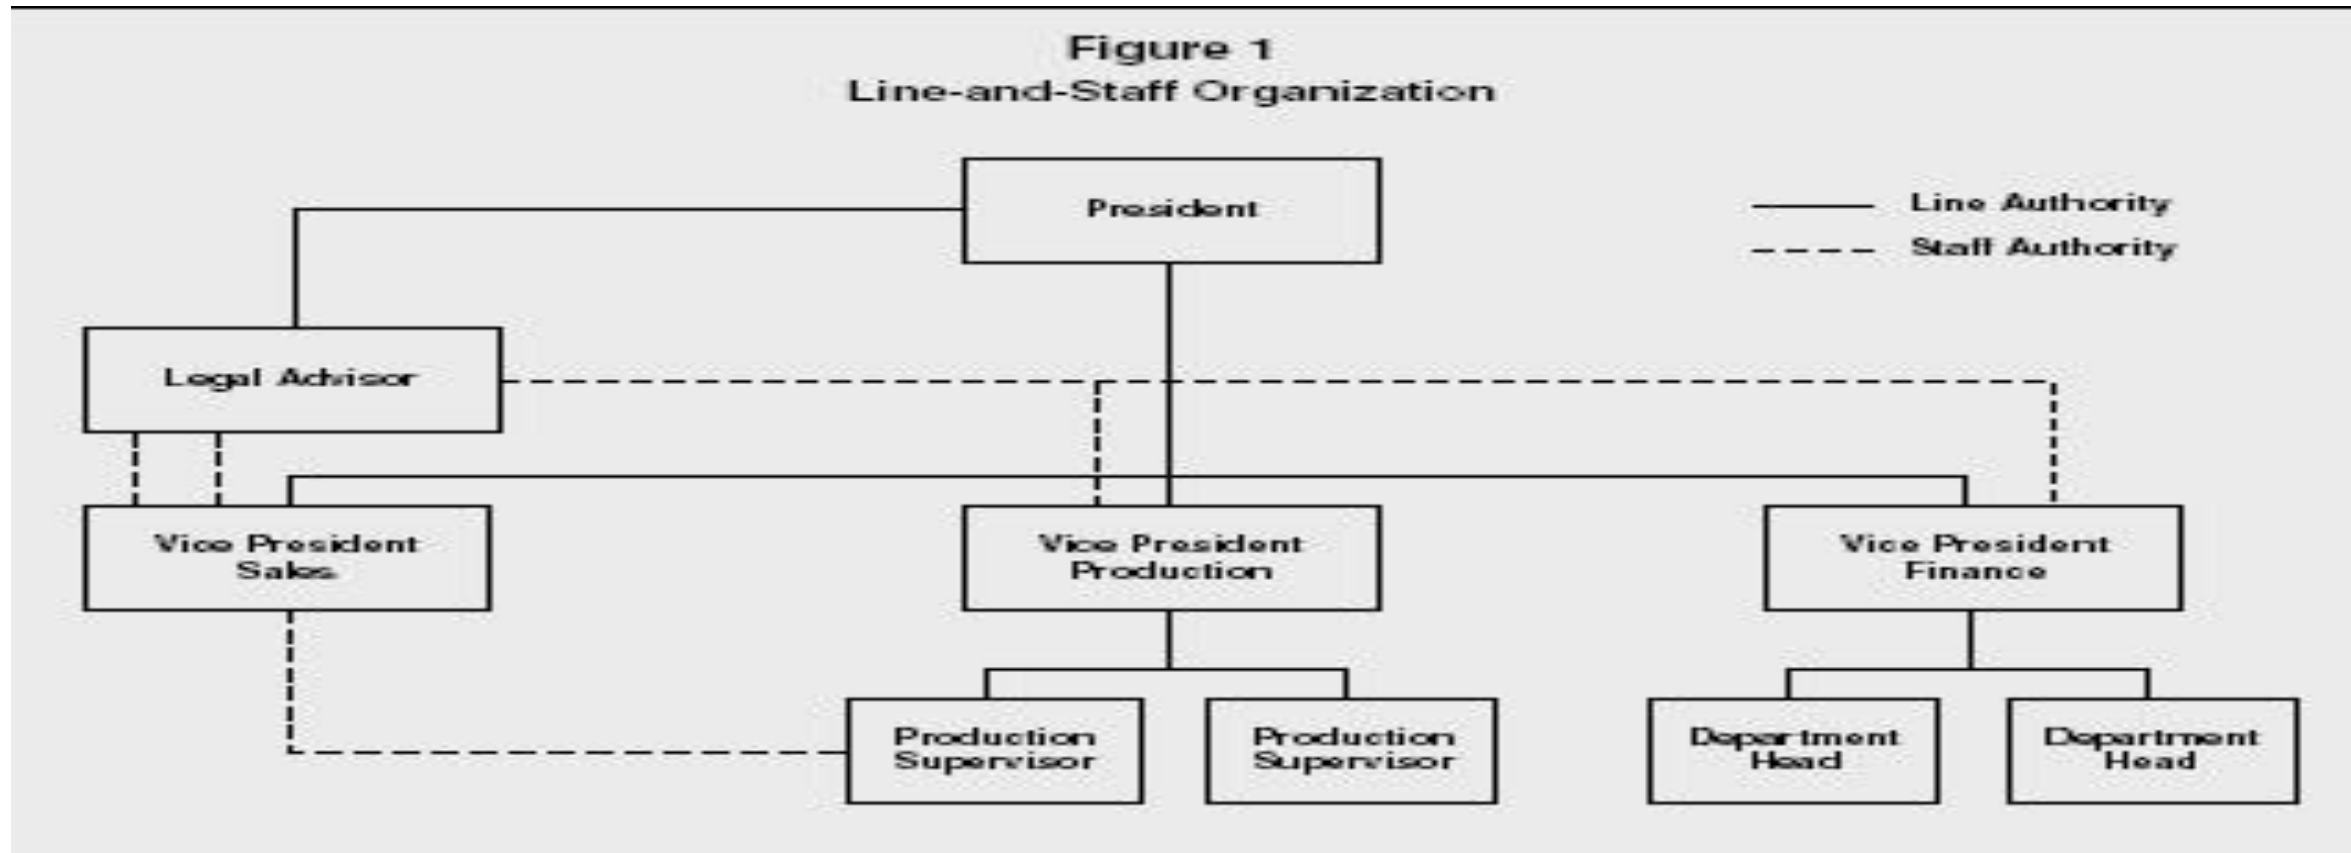 Figure 1
Line-and-Staff Organization
President
Line Authority
Staff Authority
Legal Advisor
Vice President
Sales
Vice President
Production
Vice President
Finance
Production
Supervisor
Production
Supervisor
Department
Head
Department
Head